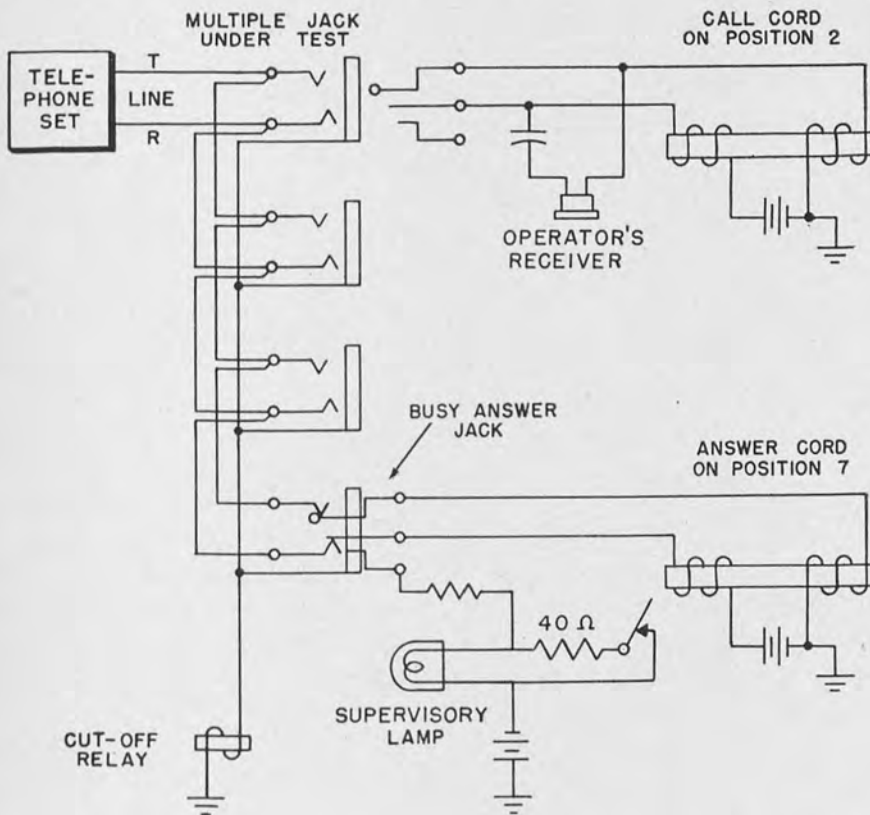 MULTIPLE JACK
UNDER TEST
CALL CORD
ON POSITION 2
TELE-
PHONE
SET
T
LINE
R
OPERATOR'S
RECEIVER
BUSY ANSWER
JACK
ANSWER CORD
ON POSITION 7
40 Ω
SUPERVISORY
LAMP
CUT-OFF
RELAY